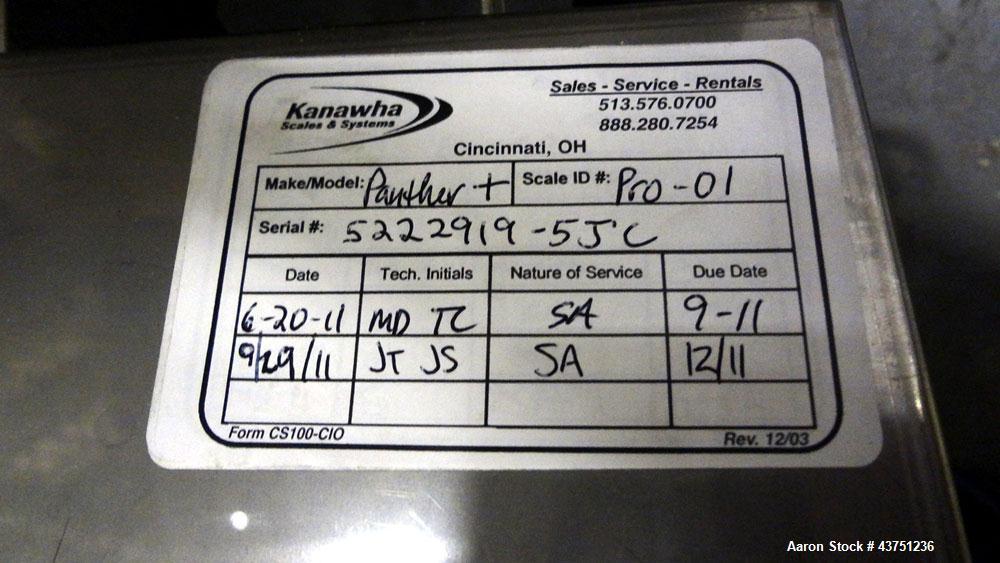 Kanawha
Scales & Systems
Sales - Service - Rentals
513.576.0700
888.280.7254
Cincinnati, OH
Make/Model: Panther + Scale ID #: Pro-01
Serial #: 5222919-5JC
Date Tech. Initials Nature of Service Due Date
6-20-11 MD TC SA 9-11
9/29/11 JT JS SA 12/11
Form CS100-CIO Rev. 12/03
Aaron Stock # 43751236